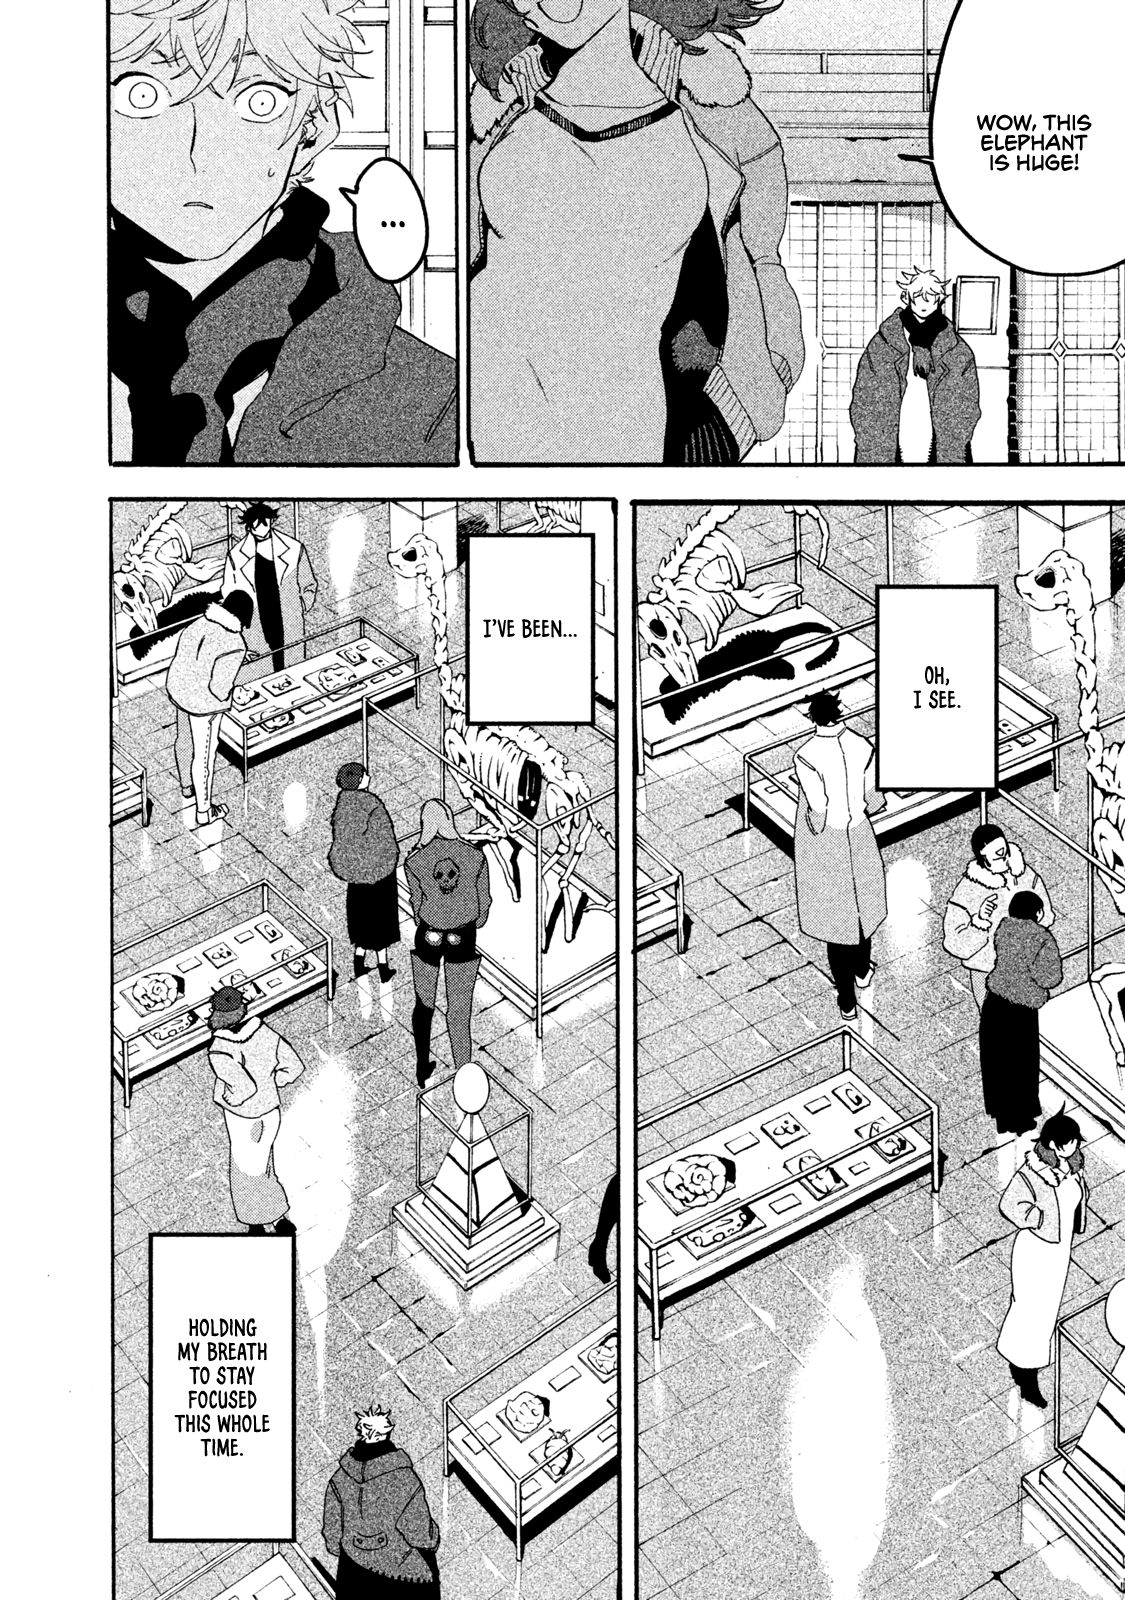 WOW, THIS
ELEPHANT
IS HUGE!
...
OH,
I SEE.
I'VE BEEN...
HOLDING
MY BREATH
TO STAY
FOCUSED
THIS WHOLE
TIME.